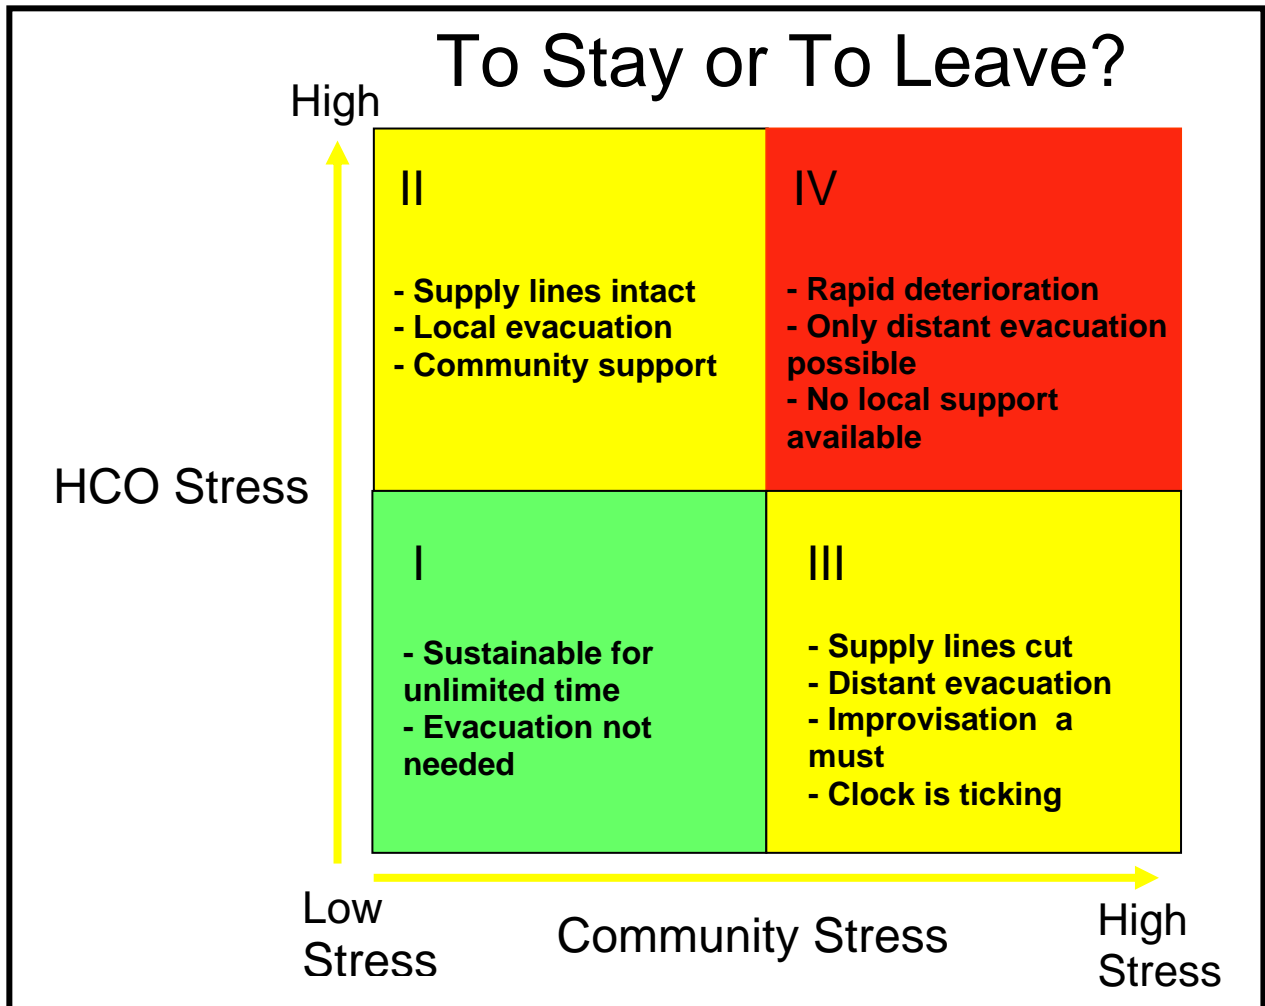 To Stay or To Leave?
High
II
- Supply lines intact
- Local evacuation
- Community support
IV
- Rapid deterioration
- Only distant evacuation
possible
- No local support
available
HCO Stress
I
- Sustainable for
unlimited time
- Evacuation not
needed
III
- Supply lines cut
- Distant evacuation
- Improvisation  a
must
- Clock is ticking
Low
Stress
Community Stress
High
Stress